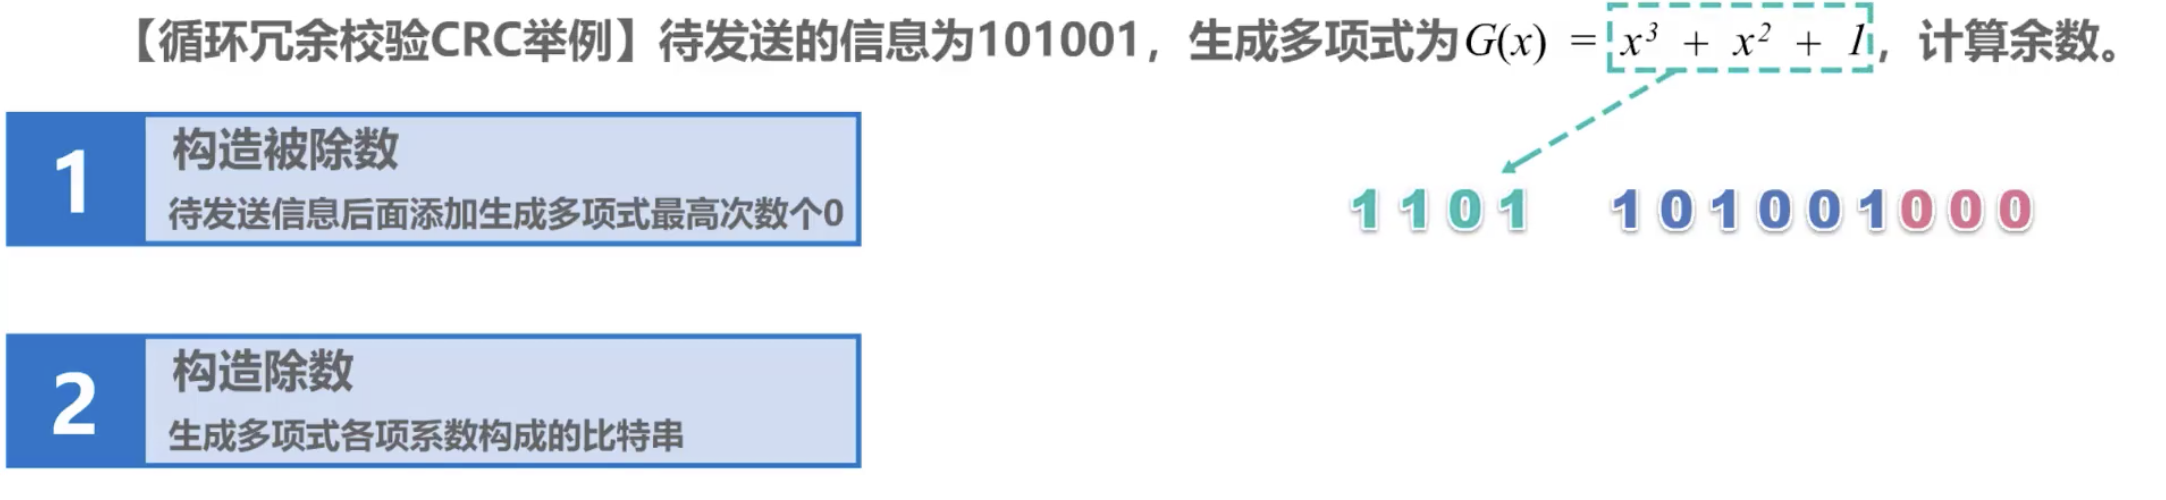 【循环冗余校验CRC举例】待发送的信息为101001，生成多项式为G(x) = x³ + x² + 1，计算余数。
1
构造被除数
待发送信息后面添加生成多项式最高次数个0
1101 101001000
2
构造除数
生成多项式各项系数构成的比特串